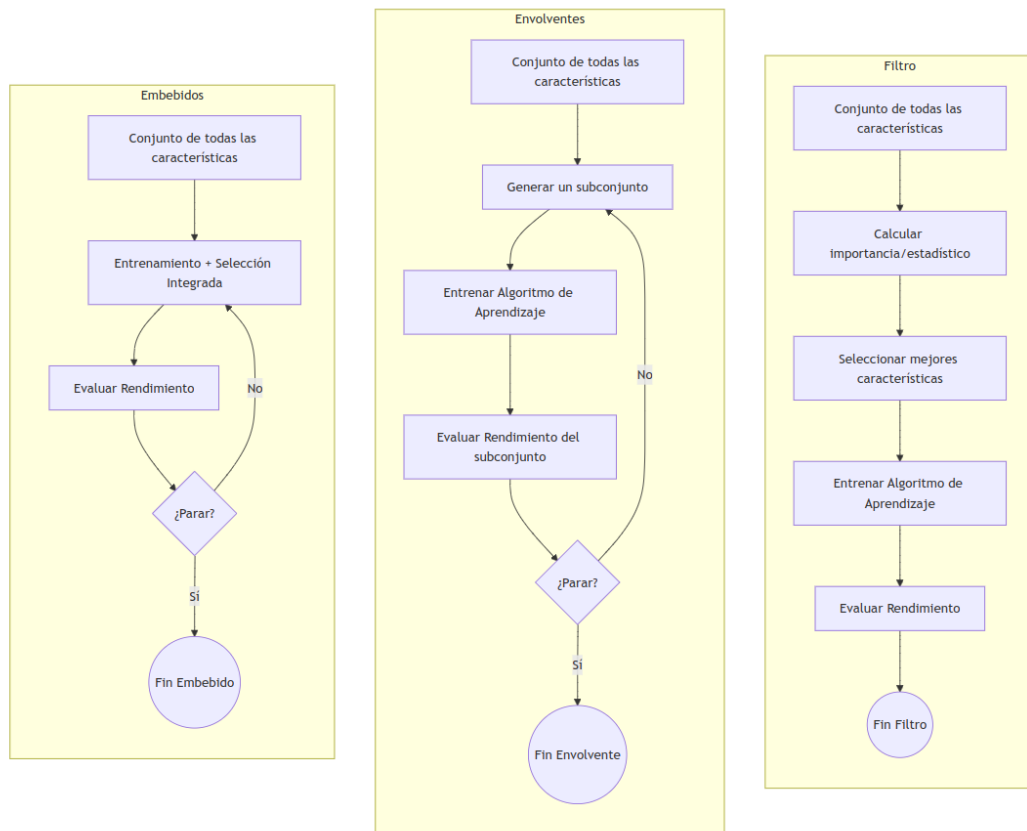 Embebidos
Conjunto de todas las
características
Entrenamiento + Selección
Integrada
Evaluar Rendimiento
No
¿Parar?
Sí
Fin Embebido
Envolventes
Conjunto de todas las
características
Generar un subconjunto
Entrenar Algoritmo de
Aprendizaje
No
Evaluar Rendimiento del
subconjunto
¿Parar?
Sí
Fin Envolvente
Filtro
Conjunto de todas las
características
Calcular
importancia/estadístico
Seleccionar mejores
características
Entrenar Algoritmo de
Aprendizaje
Evaluar Rendimiento
Fin Filtro